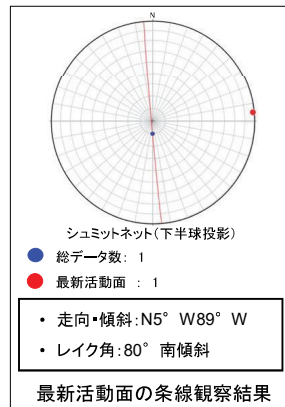 N
シュミットネット(下半球投影)
総データ数： 1
最新活動面 ： 1
• 走向・傾斜：N5° W89° W
• レイク角：80° 南傾斜
最新活動面の条線観察結果